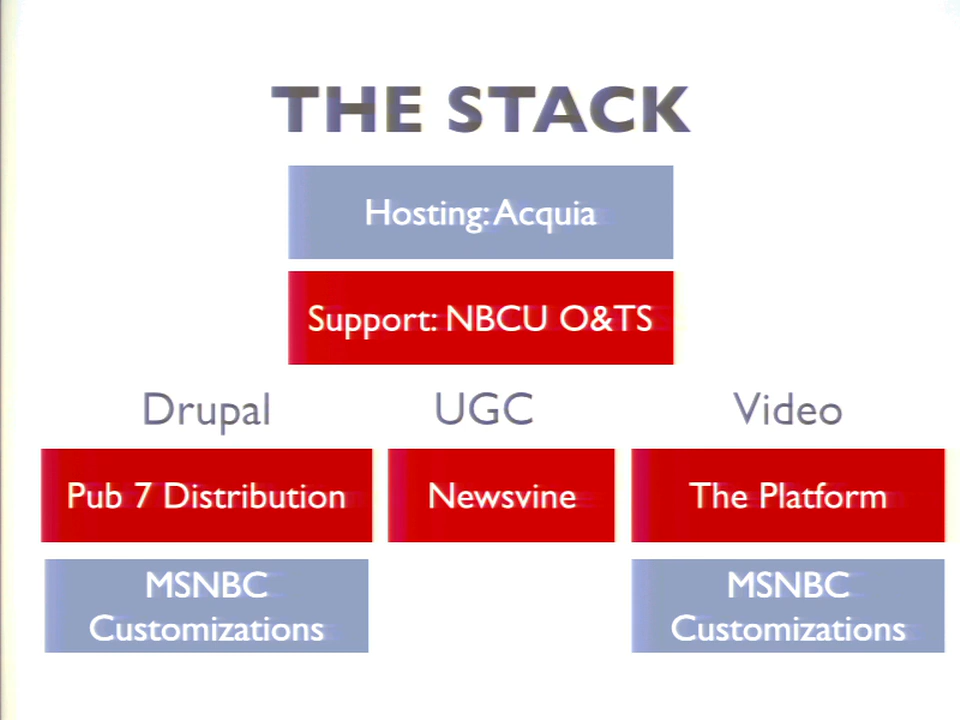 THE STACK
Hosting: Acquia
Support: NBCU O&TS
Drupal UGC Video
Pub 7 Distribution Newsvine The Platform
MSNBC MSNBC
Customizations Customizations